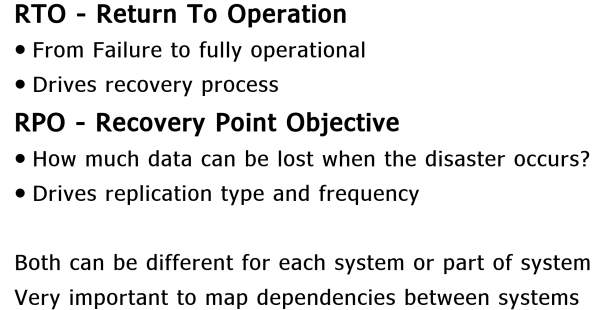 RTO - Return To Operation
• From Failure to fully operational
• Drives recovery process
RPO - Recovery Point Objective
• How much data can be lost when the disaster occurs?
• Drives replication type and frequency
Both can be different for each system or part of system
Very important to map dependencies between systems